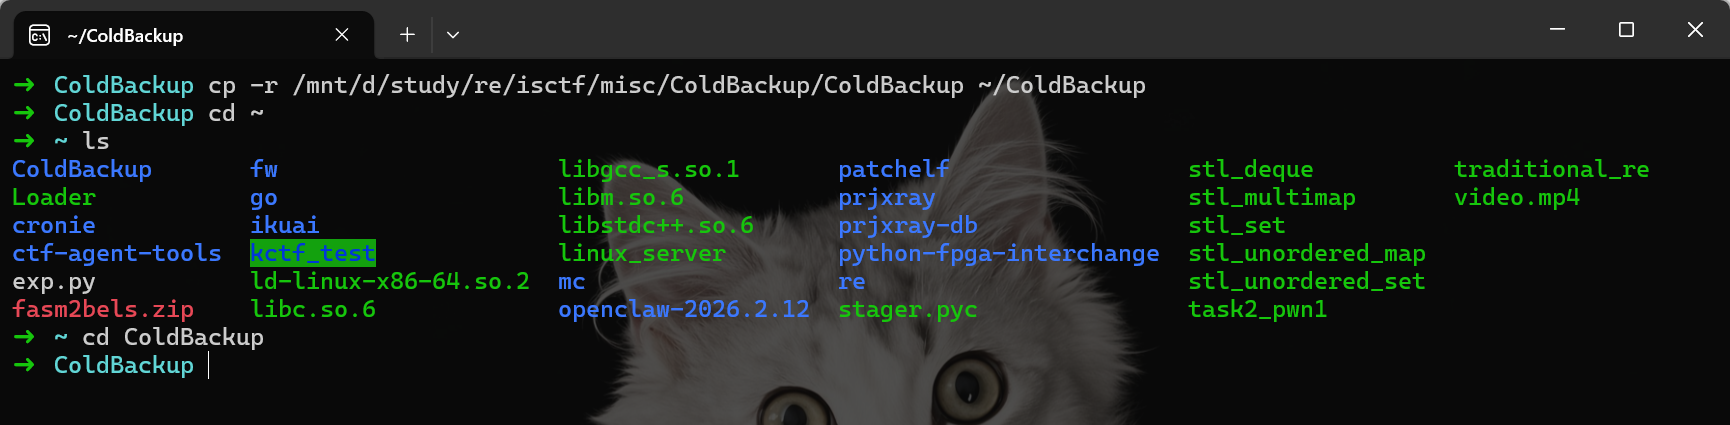 ~/ColdBackup
➜ ColdBackup cp -r /mnt/d/study/re/isctf/misc/ColdBackup/ColdBackup ~/ColdBackup
➜ ColdBackup cd ~
➜ ~ ls
ColdBackup fw libgcc_s.so.1 patchelf stl_deque traditional_re
Loader go libm.so.6 prjxray stl_multimap video.mp4
cronie ikuai libstdc++.so.6 prjxray-db stl_set
ctf-agent-tools kctf_test linux_server python-fpga-interchange stl_unordered_map
exp.py ld-linux-x86-64.so.2 mc re stl_unordered_set
fasm2bels.zip libc.so.6 openclaw-2026.2.12 stager.pyc task2_pwn1
➜ ~ cd ColdBackup
➜ ColdBackup